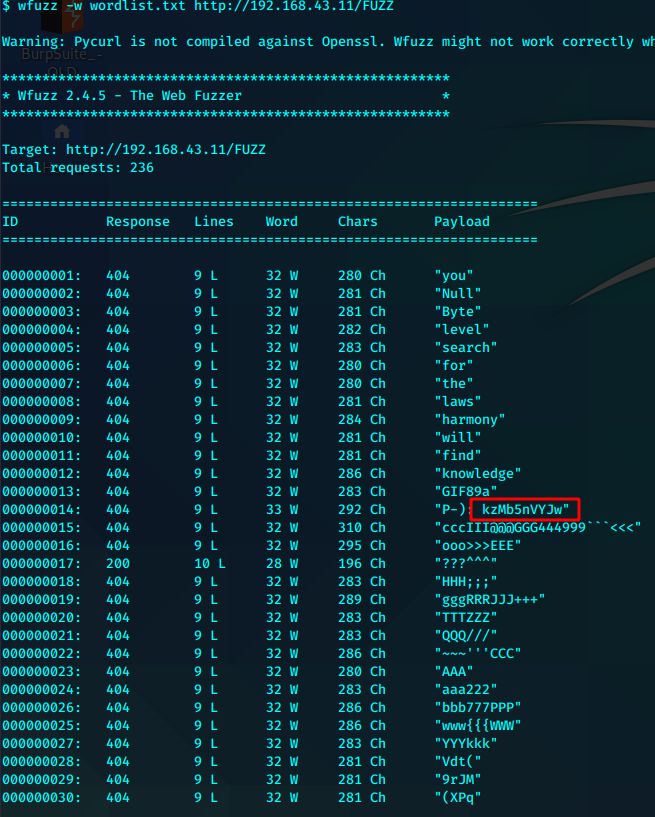 $ wfuzz -w wordlist.txt http://192.168.43.11/FUZZ
Warning: Pycurl is not compiled against Openssl. Wfuzz might not work correctly wh
BurpSuite_-
OLD
********************************************************
* Wfuzz 2.4.5 - The Web Fuzzer                         *
********************************************************
Target: http://192.168.43.11/FUZZ
Total requests: 236
===================================================================
ID           Response   Lines    Word     Chars       Payload
===================================================================
000000001:   404        9 L      32 W     280 Ch      "you"
000000002:   404        9 L      32 W     281 Ch      "Null"
000000003:   404        9 L      32 W     281 Ch      "Byte"
000000004:   404        9 L      32 W     282 Ch      "level"
000000005:   404        9 L      32 W     283 Ch      "search"
000000006:   404        9 L      32 W     280 Ch      "for"
000000007:   404        9 L      32 W     280 Ch      "the"
000000008:   404        9 L      32 W     281 Ch      "laws"
000000009:   404        9 L      32 W     284 Ch      "harmony"
000000010:   404        9 L      32 W     281 Ch      "will"
000000011:   404        9 L      32 W     281 Ch      "find"
000000012:   404        9 L      32 W     286 Ch      "knowledge"
000000013:   404        9 L      32 W     283 Ch      "GIF89a"
000000014:   404        9 L      33 W     292 Ch      "P-): kzMb5nVYJw"
000000015:   404        9 L      32 W     310 Ch      "cccIII@@@GGG444999```<<<"
000000016:   404        9 L      32 W     295 Ch      "ooo>>>EEE"
000000017:   200        10 L     28 W     196 Ch      "???^^^"
000000018:   404        9 L      32 W     283 Ch      "HHH;;;"
000000019:   404        9 L      32 W     289 Ch      "gggRRRJJJ+++"
000000020:   404        9 L      32 W     283 Ch      "TTTZZZ"
000000021:   404        9 L      32 W     283 Ch      "QQQ///"
000000022:   404        9 L      32 W     286 Ch      "~~~'''CCC"
000000023:   404        9 L      32 W     280 Ch      "AAA"
000000024:   404        9 L      32 W     283 Ch      "aaa222"
000000026:   404        9 L      32 W     286 Ch      "bbb777PPP"
000000025:   404        9 L      32 W     286 Ch      "www{{{WWW"
000000027:   404        9 L      32 W     283 Ch      "YYYkkk"
000000028:   404        9 L      32 W     281 Ch      "Vdt("
000000029:   404        9 L      32 W     281 Ch      "9rJM"
000000030:   404        9 L      32 W     281 Ch      "(XPq"